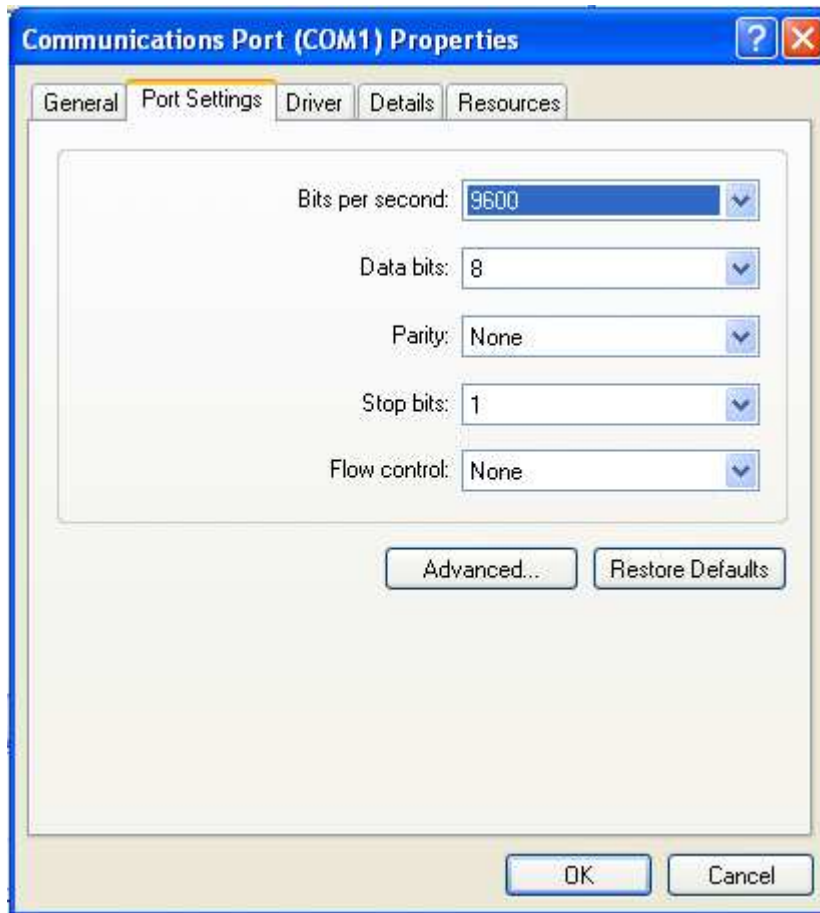 Communications Port (COM1) Properties
General Port Settings Driver Details Resources
Bits per second: 9600
Data bits: 8
Parity: None
Stop bits: 1
Flow control: None
Advanced... Restore Defaults
OK Cancel